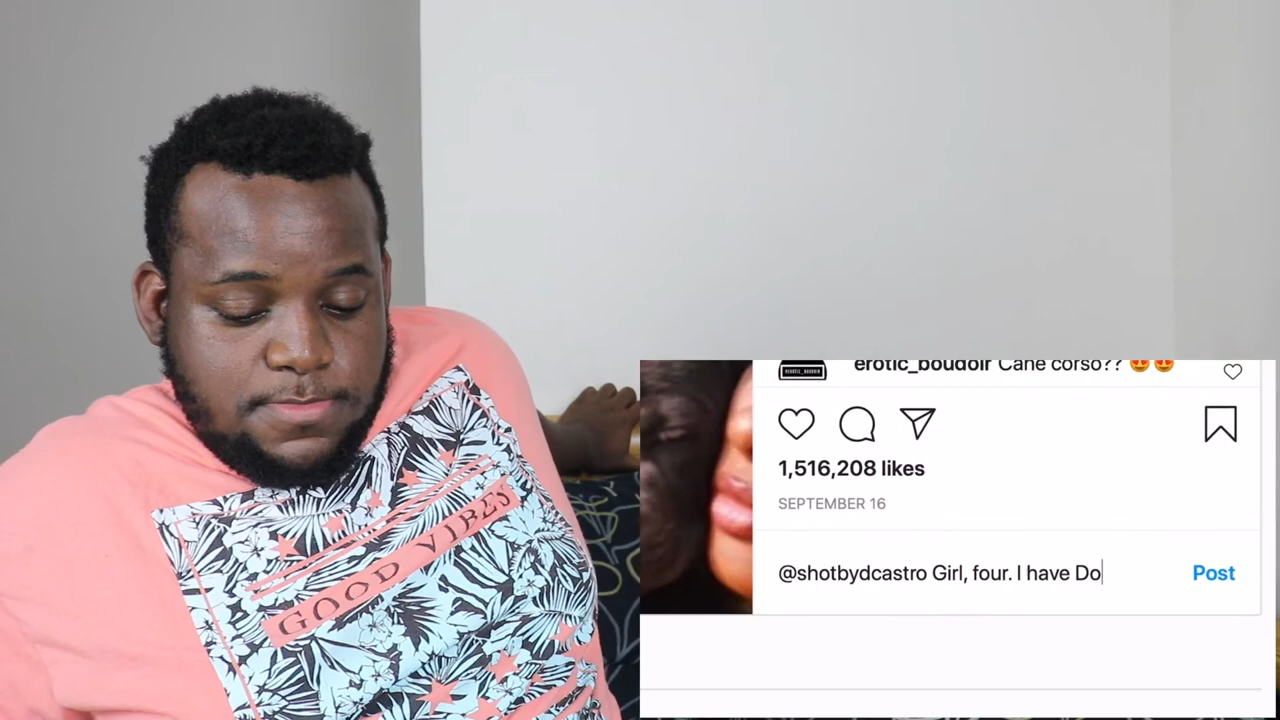 GOOD VIBES
erotic_boudoir Cane corso?? 😍😍
1,516,208 likes
SEPTEMBER 16
@shotbydcastro Girl, four. I have Do
Post